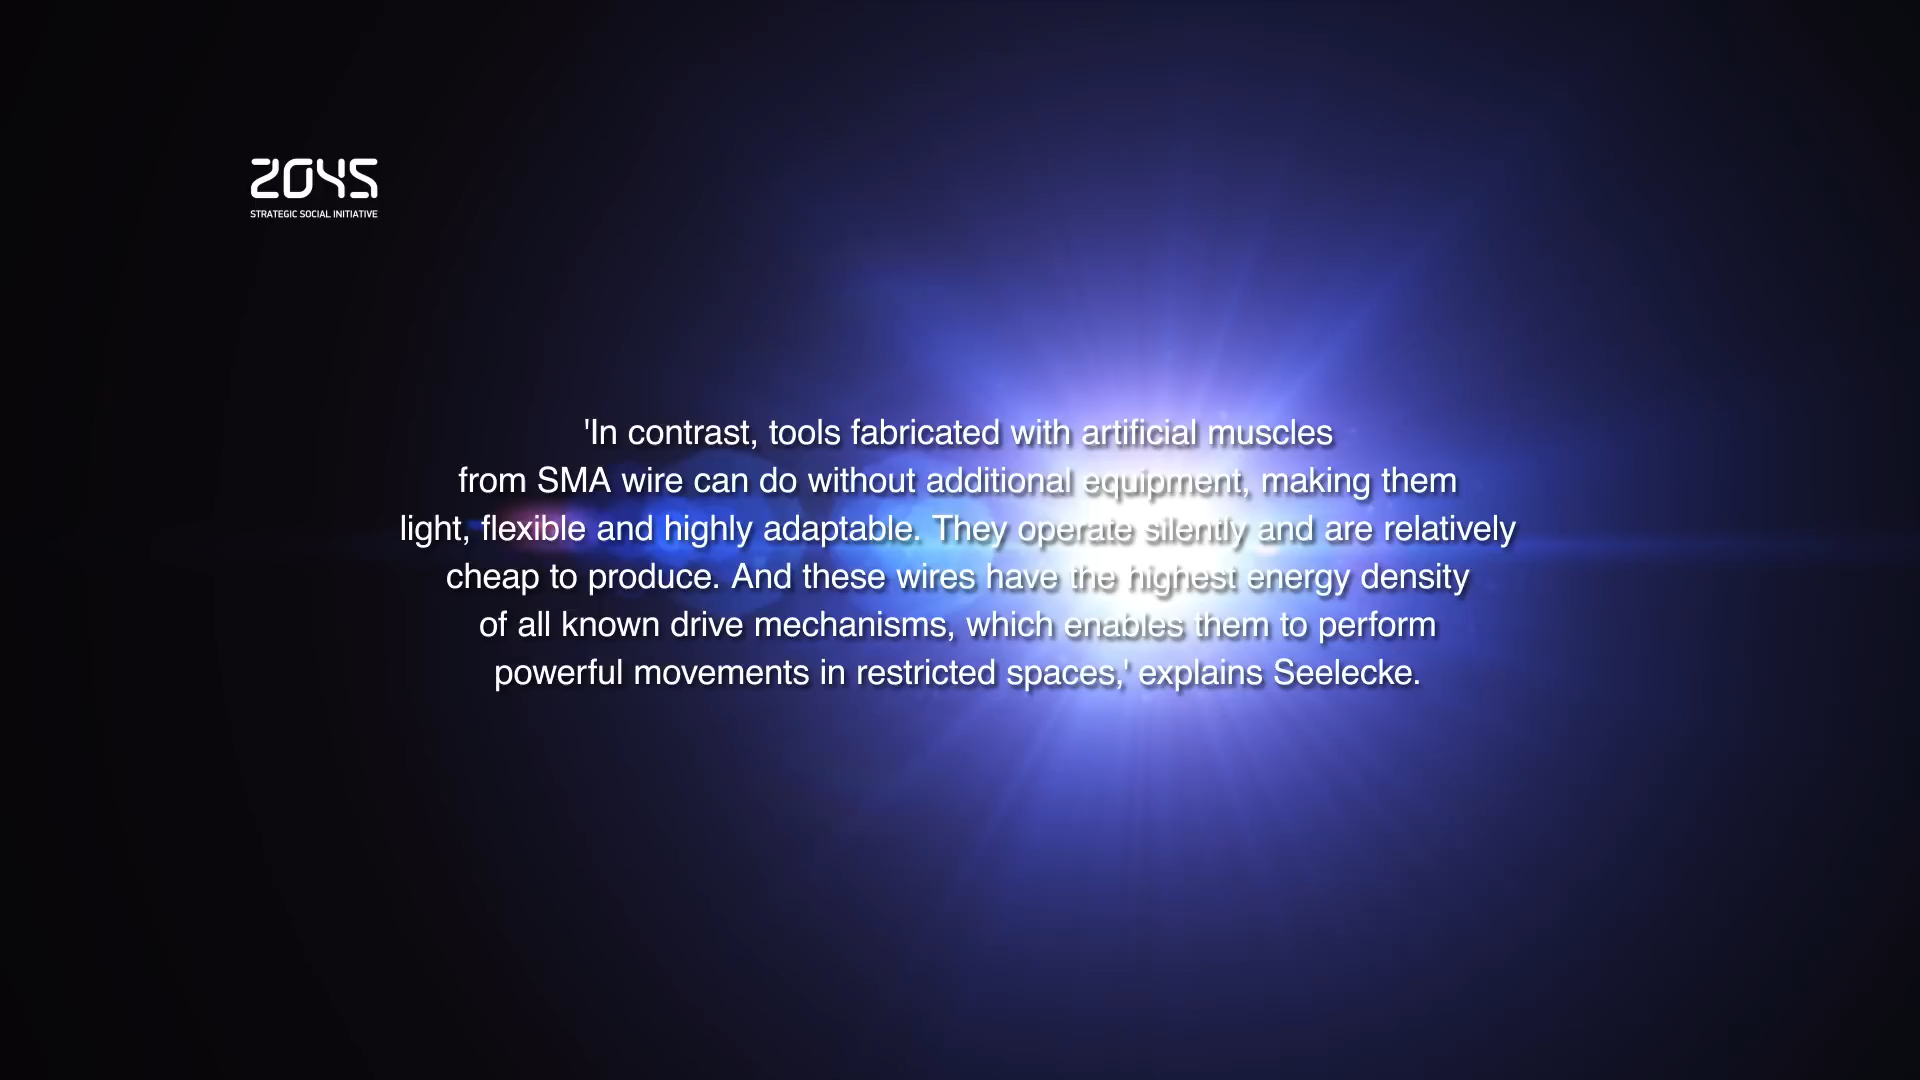 2045
STRATEGIC SOCIAL INITIATIVE
'In contrast, tools fabricated with artificial muscles
from SMA wire can do without additional equipment, making them
light, flexible and highly adaptable. They operate silently and are relatively
cheap to produce. And these wires have the highest energy density
of all known drive mechanisms, which enables them to perform
powerful movements in restricted spaces,' explains Seelecke.